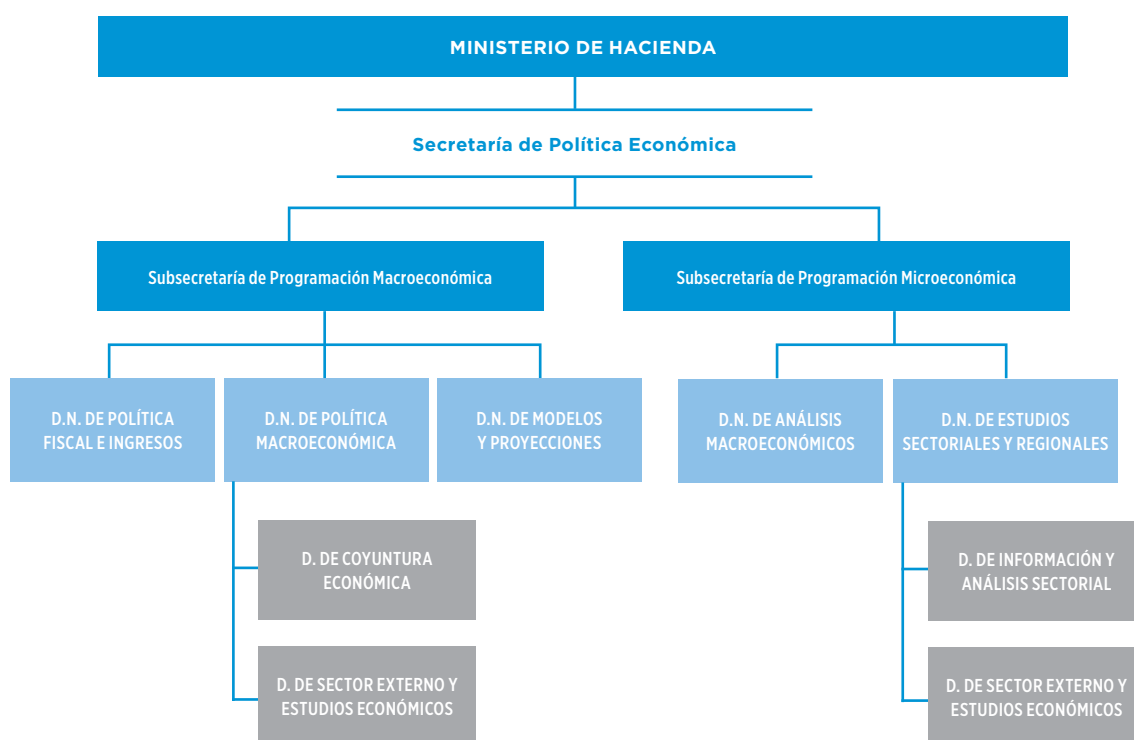 MINISTERIO DE HACIENDA
Secretaría de Política Económica
Subsecretaría de Programación Macroeconómica
Subsecretaría de Programación Microeconómica
D.N. DE POLÍTICA
FISCAL E INGRESOS
D.N. DE POLÍTICA
MACROECONÓMICA
D.N. DE MODELOS
Y PROYECCIONES
D.N. DE ANÁLISIS
MACROECONÓMICOS
D.N. DE ESTUDIOS
SECTORIALES Y REGIONALES
D. DE COYUNTURA
ECONÓMICA
D. DE INFORMACIÓN Y
ANÁLISIS SECTORIAL
D. DE SECTOR EXTERNO Y
ESTUDIOS ECONÓMICOS
D. DE SECTOR EXTERNO Y
ESTUDIOS ECONÓMICOS